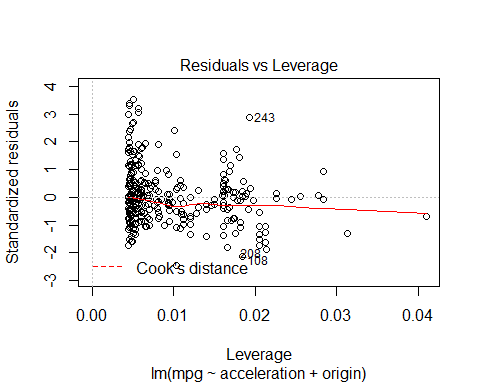 Residuals vs Leverage
Standardized residuals
4
3
2
1
0
-1
-2
-3
243
208
108
Cook's distance
0.00 0.01 0.02 0.03 0.04
Leverage
lm(mpg ~ acceleration + origin)